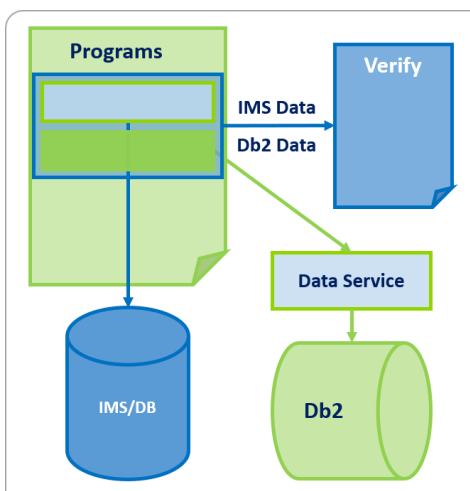 Programs
Verify
IMS Data
Db2 Data
Data Service
IMS/DB
Db2